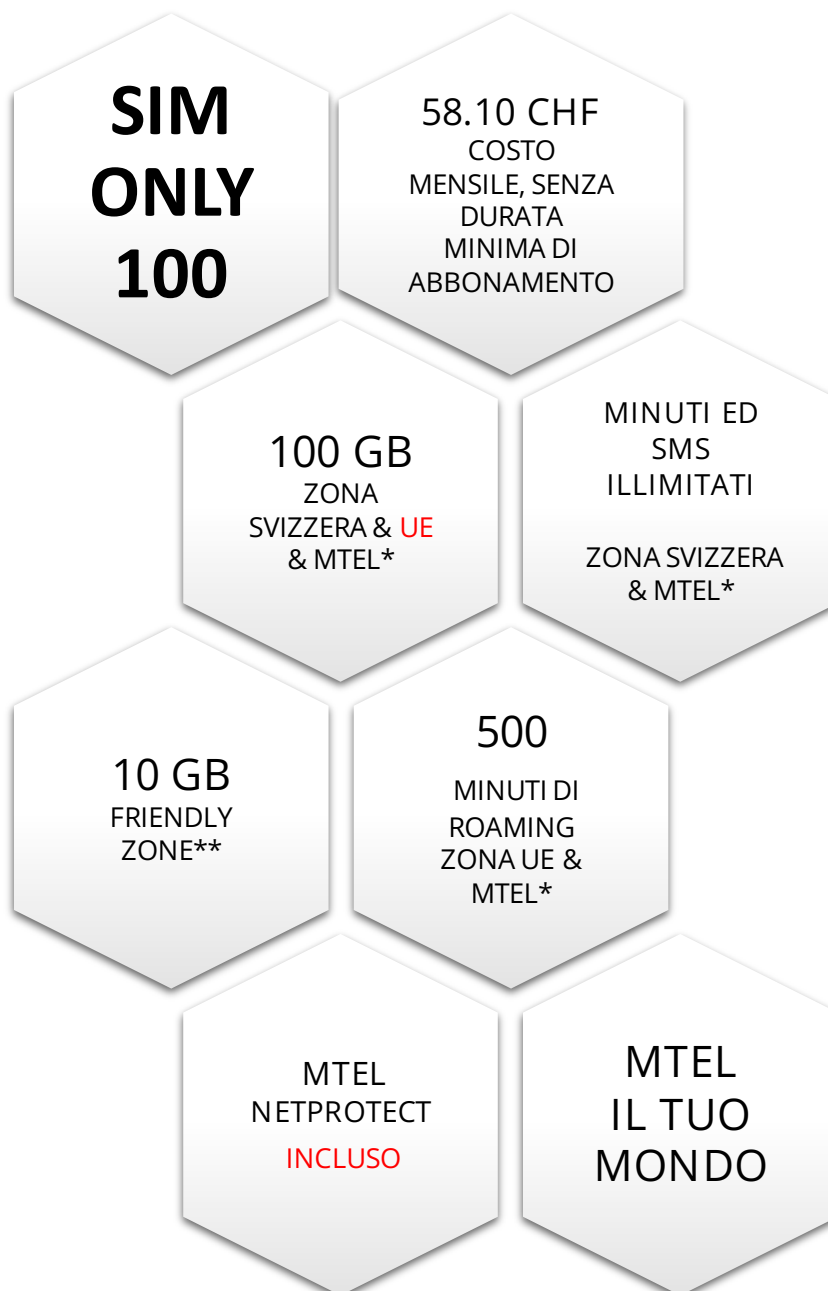 SIM
ONLY
100
58.10 CHF
COSTO
MENSILE, SENZA
DURATA
MINIMA DI
ABBONAMENTO
100 GB
ZONA
SVIZZERA & UE
& MTEL*
MINUTI ED
SMS
ILLIMITATI
ZONA SVIZZERA
& MTEL*
10 GB
FRIENDLY
ZONE**
500
MINUTI DI
ROAMING
ZONA UE &
MTEL*
MTEL
NETPROTECT
INCLUSO
MTEL
IL TUO
MONDO